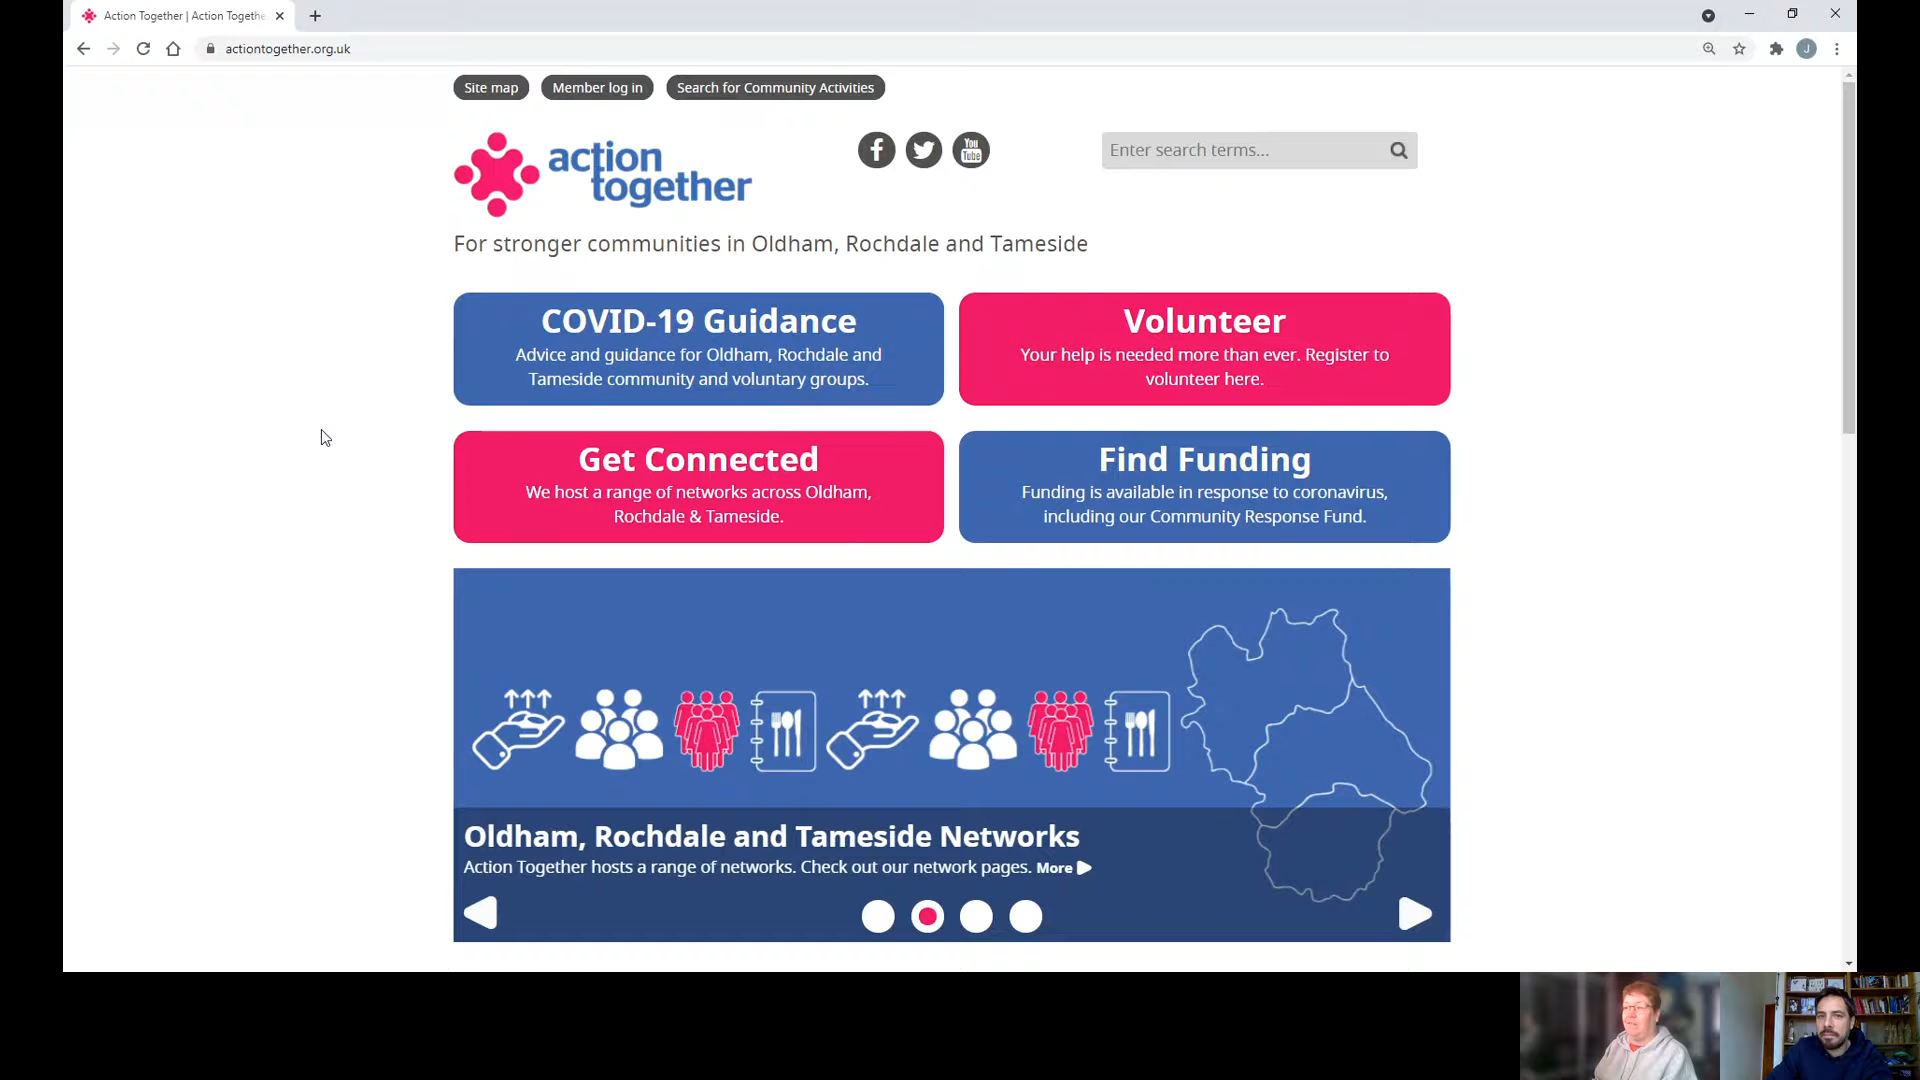 Action Together | Action Togethe
actiontogether.org.uk
J
Site map
Member log in
Search for Community Activities
action
together
You
Tube
Enter search terms...
For stronger communities in Oldham, Rochdale and Tameside
COVID-19 Guidance
Advice and guidance for Oldham, Rochdale and
Tameside community and voluntary groups.
Volunteer
Your help is needed more than ever. Register to
volunteer here.
Get Connected
We host a range of networks across Oldham,
Rochdale & Tameside.
Find Funding
Funding is available in response to coronavirus,
including our Community Response Fund.
Oldham, Rochdale and Tameside Networks
Action Together hosts a range of networks. Check out our network pages. More